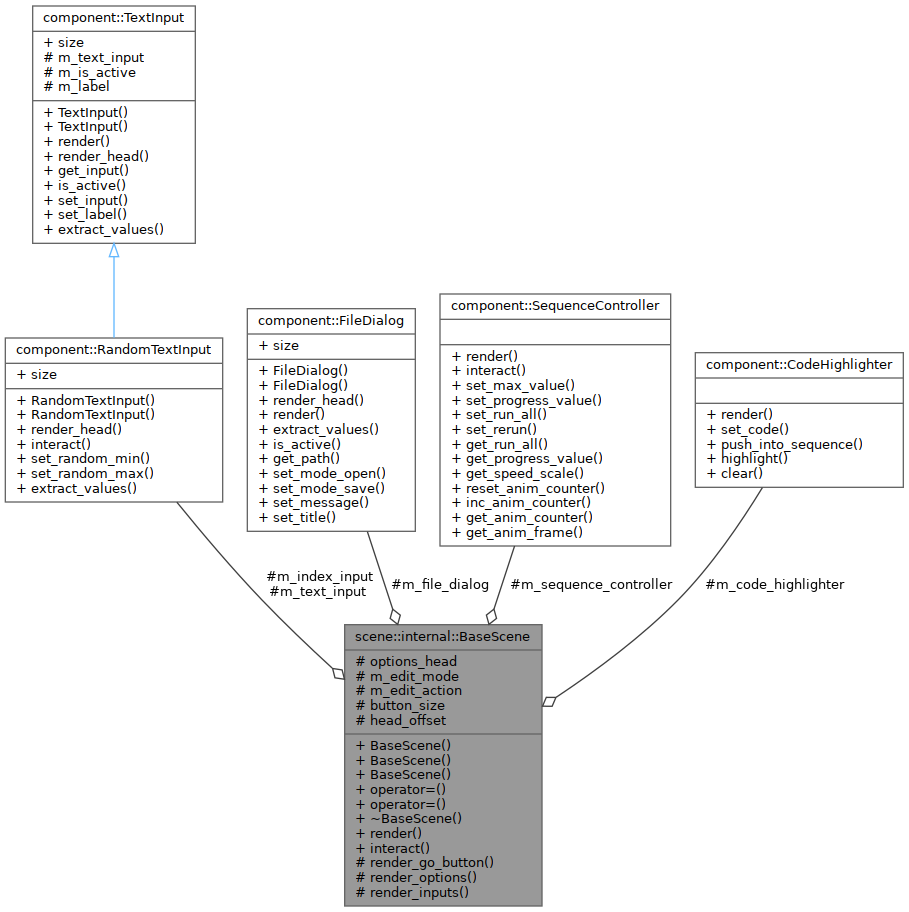 component::TextInput
+ size
# m_text_input
# m_is_active
# m_label
+ TextInput()
+ TextInput()
+ render()
+ render_head()
+ get_input()
+ is_active()
+ set_input()
+ set_label()
+ extract_values()
component::RandomTextInput
+ size
+ RandomTextInput()
+ RandomTextInput()
+ render_head()
+ interact()
+ set_random_min()
+ set_random_max()
+ extract_values()
component::FileDialog
+ size
+ FileDialog()
+ FileDialog()
+ render_head()
+ render()
+ extract_values()
+ is_active()
+ get_path()
+ set_mode_open()
+ set_mode_save()
+ set_message()
+ set_title()
component::SequenceController
+ render()
+ interact()
+ set_max_value()
+ set_progress_value()
+ set_run_all()
+ set_rerun()
+ get_run_all()
+ get_progress_value()
+ get_speed_scale()
+ reset_anim_counter()
+ inc_anim_counter()
+ get_anim_counter()
+ get_anim_frame()
component::CodeHighlighter
+ render()
+ set_code()
+ push_into_sequence()
+ highlight()
+ clear()
#m_index_input
#m_text_input
#m_file_dialog
#m_sequence_controller
#m_code_highlighter
scene::internal::BaseScene
# options_head
# m_edit_mode
# m_edit_action
# button_size
# head_offset
+ BaseScene()
+ BaseScene()
+ BaseScene()
+ operator=()
+ operator=()
+ ~BaseScene()
+ render()
+ interact()
# render_go_button()
# render_options()
# render_inputs()